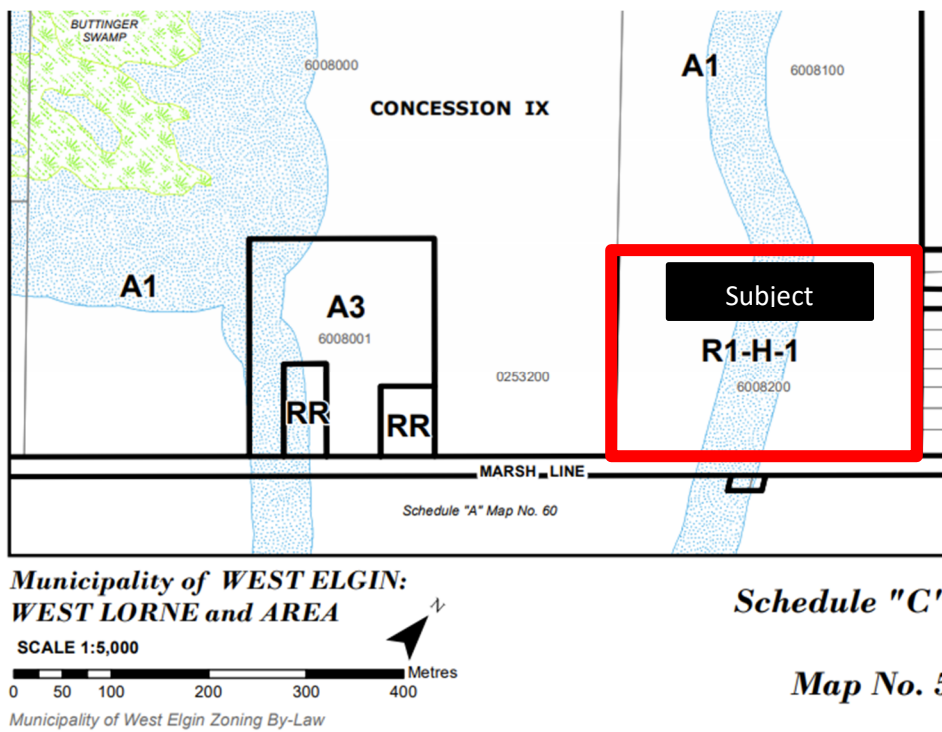 BUTTINGER
SWAMP
6008000
A1
6008100
CONCESSION IX
A1
A3
6008001
Subject
R1-H-1
6008200
0253200
RR
RR
MARSH LINE
Schedule "A" Map No. 60
Municipality of WEST ELGIN:
WEST LORNE and AREA
N
Schedule "C"
SCALE 1:5,000
Metres
0 50 100 200 300 400
Map No. 5
Municipality of West Elgin Zoning By-Law